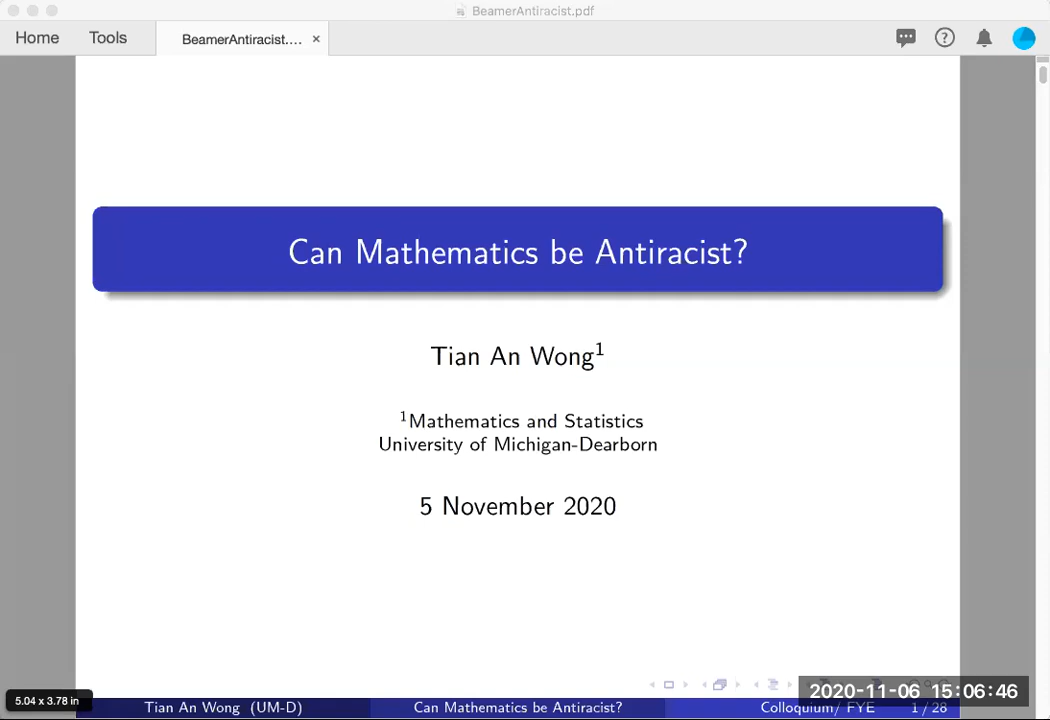 BeamerAntiracist.pdf
Home Tools BeamerAntiracist.... ×
Can Mathematics be Antiracist?
Tian An Wong¹
¹Mathematics and Statistics
University of Michigan-Dearborn
5 November 2020
2020-11-06 15:06:46
5.04 x 3.78 in
Tian An Wong (UM-D) Can Mathematics be Antiracist? Colloquium/ FYE 1 / 28